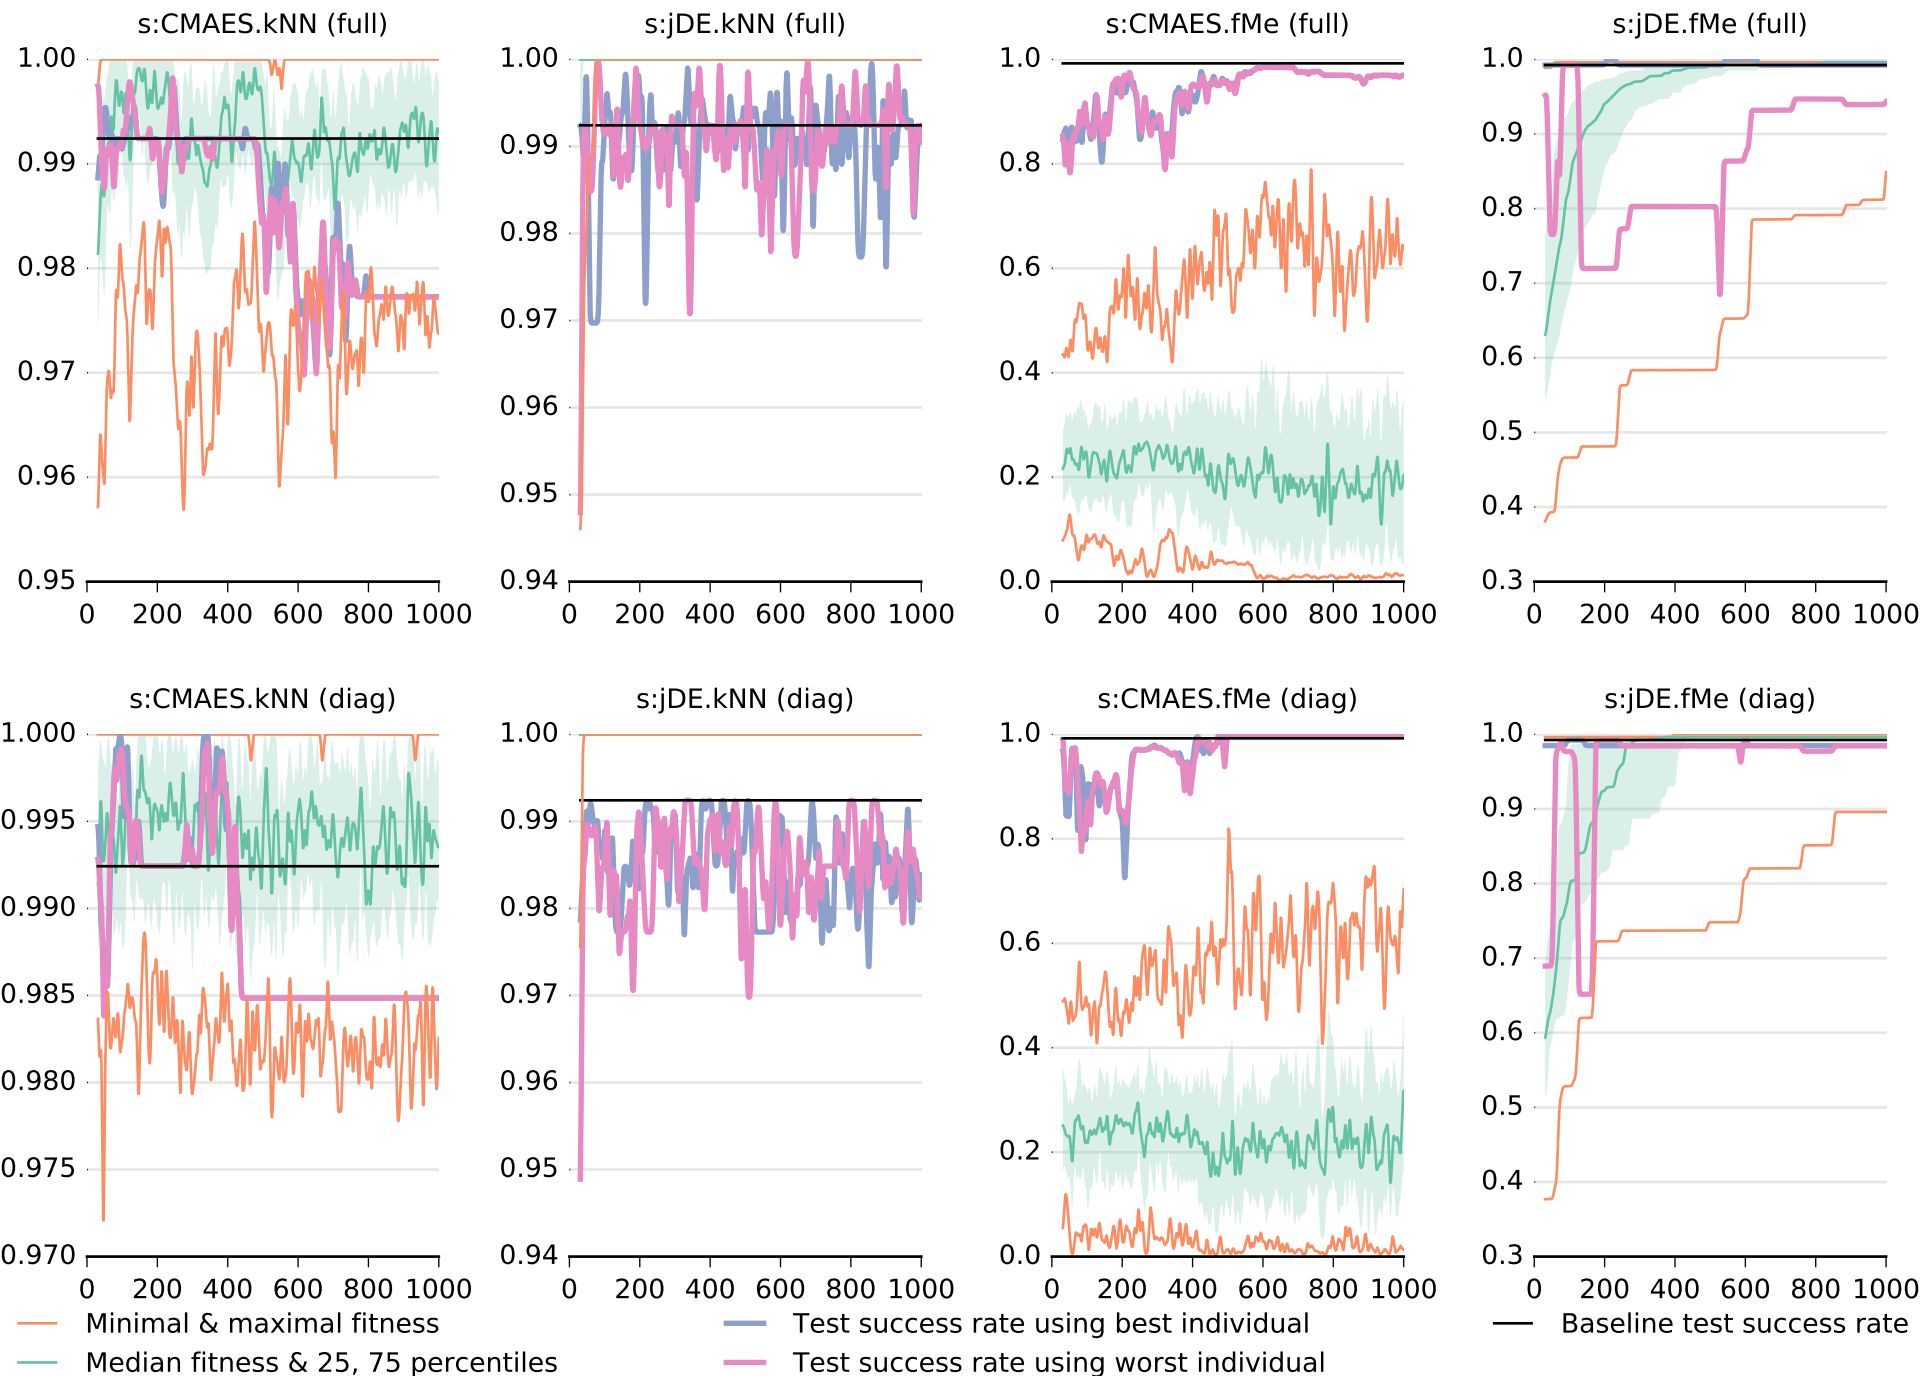 s:CMAES.kNN (full)
1.00
0.99
0.98
0.97
0.96
0.95
0 200 400 600 800 1000
s:jDE.kNN (full)
1.00
0.99
0.98
0.97
0.96
0.95
0.94
0 200 400 600 800 1000
s:CMAES.fMe (full)
1.0
0.8
0.6
0.4
0.2
0.0
0 200 400 600 800 1000
s:jDE.fMe (full)
1.0
0.9
0.8
0.7
0.6
0.5
0.4
0.3
0 200 400 600 800 1000
s:CMAES.kNN (diag)
1.000
0.995
0.990
0.985
0.980
0.975
0.970
0 200 400 600 800 1000
s:jDE.kNN (diag)
1.00
0.99
0.98
0.97
0.96
0.95
0.94
0 200 400 600 800 1000
s:CMAES.fMe (diag)
1.0
0.8
0.6
0.4
0.2
0.0
0 200 400 600 800 1000
s:jDE.fMe (diag)
1.0
0.9
0.8
0.7
0.6
0.5
0.4
0.3
0 200 400 600 800 1000
Minimal & maximal fitness
Median fitness & 25, 75 percentiles
Test success rate using best individual
Test success rate using worst individual
Baseline test success rate